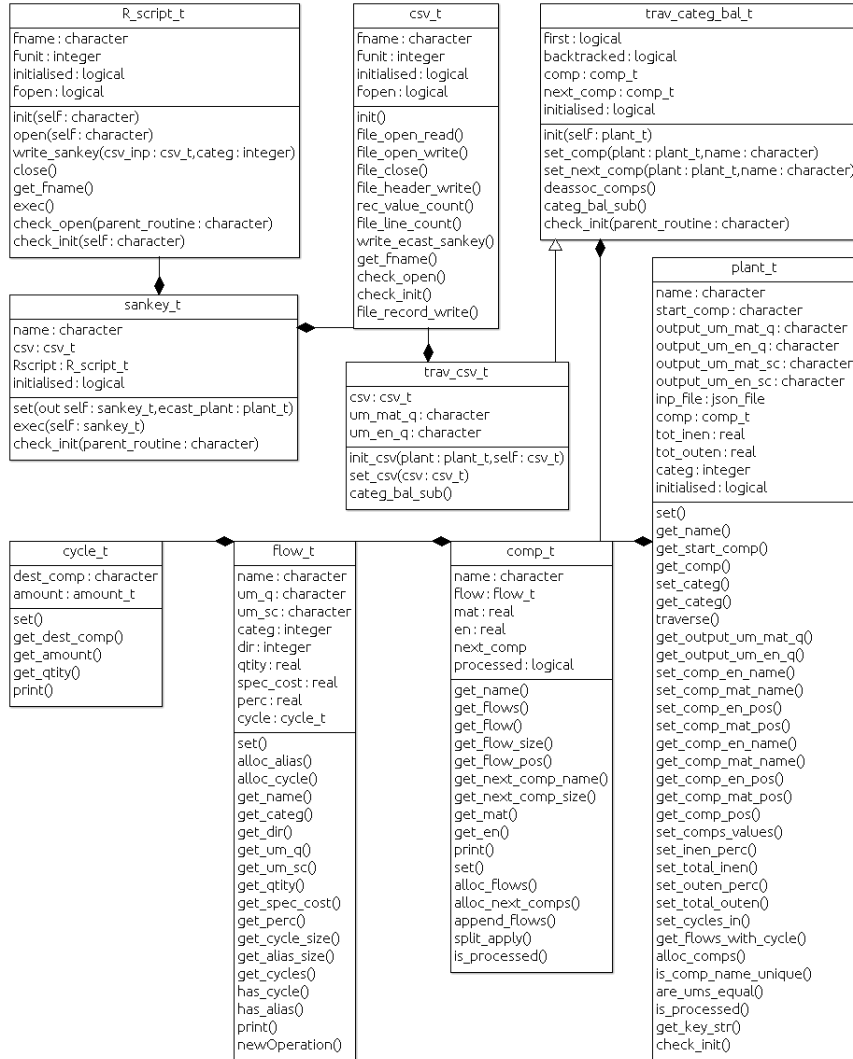 R_script_t
fname: character
funit: integer
initialised: logical
fopen: logical
init(self: character)
open(self: character)
write_sankey(csv_inp: csv_t,categ: integer)
close()
get_fname()
exec()
check_open(parent_routine: character)
check_init(self: character)
csv_t
fname: character
funit: integer
initialised: logical
fopen: logical
init()
file_open_read()
file_open_write()
file_close()
file_header_write()
rec_value_count()
file_line_count()
write_ecast_sankey()
get_fname()
check_open()
check_init()
file_record_write()
trav_categ_bal_t
first: logical
backtracked: logical
comp: comp_t
next_comp: comp_t
initialised: logical
init(self: plant_t)
set_comp(plant: plant_t,name: character)
set_next_comp(plant: plant_t,name: character)
deassoc_comps()
categ_bal_sub()
check_init(parent_routine: character)
sankey_t
name: character
csv: csv_t
Rscript: R_script_t
initialised: logical
set(out self: sankey_t,ecast_plant: plant_t)
exec(self: sankey_t)
check_init(parent_routine: character)
trav_csv_t
csv: csv_t
um_mat_q: character
um_en_q: character
init_csv(plant: plant_t,self: csv_t)
set_csv(csv: csv_t)
categ_bal_sub()
plant_t
name: character
start_comp: character
output_um_mat_q: character
output_um_en_q: character
output_um_mat_sc: character
output_um_en_sc: character
inp_file: json_file
comp: comp_t
tot_inen: real
tot_outen: real
categ: integer
initialised: logical
set()
get_name()
get_start_comp()
get_comp()
set_categ()
get_categ()
traverse()
get_output_um_mat_q()
get_output_um_en_q()
set_comp_en_name()
set_comp_mat_name()
set_comp_en_pos()
set_comp_mat_pos()
get_comp_en_name()
get_comp_mat_name()
get_comp_en_pos()
get_comp_mat_pos()
get_comp_pos()
set_comps_values()
set_inen_perc()
set_total_inen()
set_outen_perc()
set_total_outen()
set_cycles_in()
get_flows_with_cycle()
alloc_comps()
is_comp_name_unique()
are_ums_equal()
is_processed()
get_key_str()
check_init()
cycle_t
dest_comp: character
amount: amount_t
set()
get_dest_comp()
get_amount()
get_qtity()
print()
flow_t
name: character
um_q: character
um_sc: character
categ: integer
dir: integer
qtity: real
spec_cost: real
perc: real
cycle: cycle_t
set()
alloc_alias()
alloc_cycle()
get_name()
get_categ()
get_dir()
get_um_q()
get_um_sc()
get_qtity()
get_spec_cost()
get_perc()
get_cycle_size()
get_alias_size()
get_cycles()
has_cycle()
has_alias()
print()
newOperation()
comp_t
name: character
flow: flow_t
mat: real
en: real
next_comp
processed: logical
get_name()
get_flows()
get_flow()
get_flow_size()
get_flow_pos()
get_next_comp_name()
get_next_comp_size()
get_mat()
get_en()
print()
set()
alloc_flows()
alloc_next_comps()
append_flows()
split_apply()
is_processed()